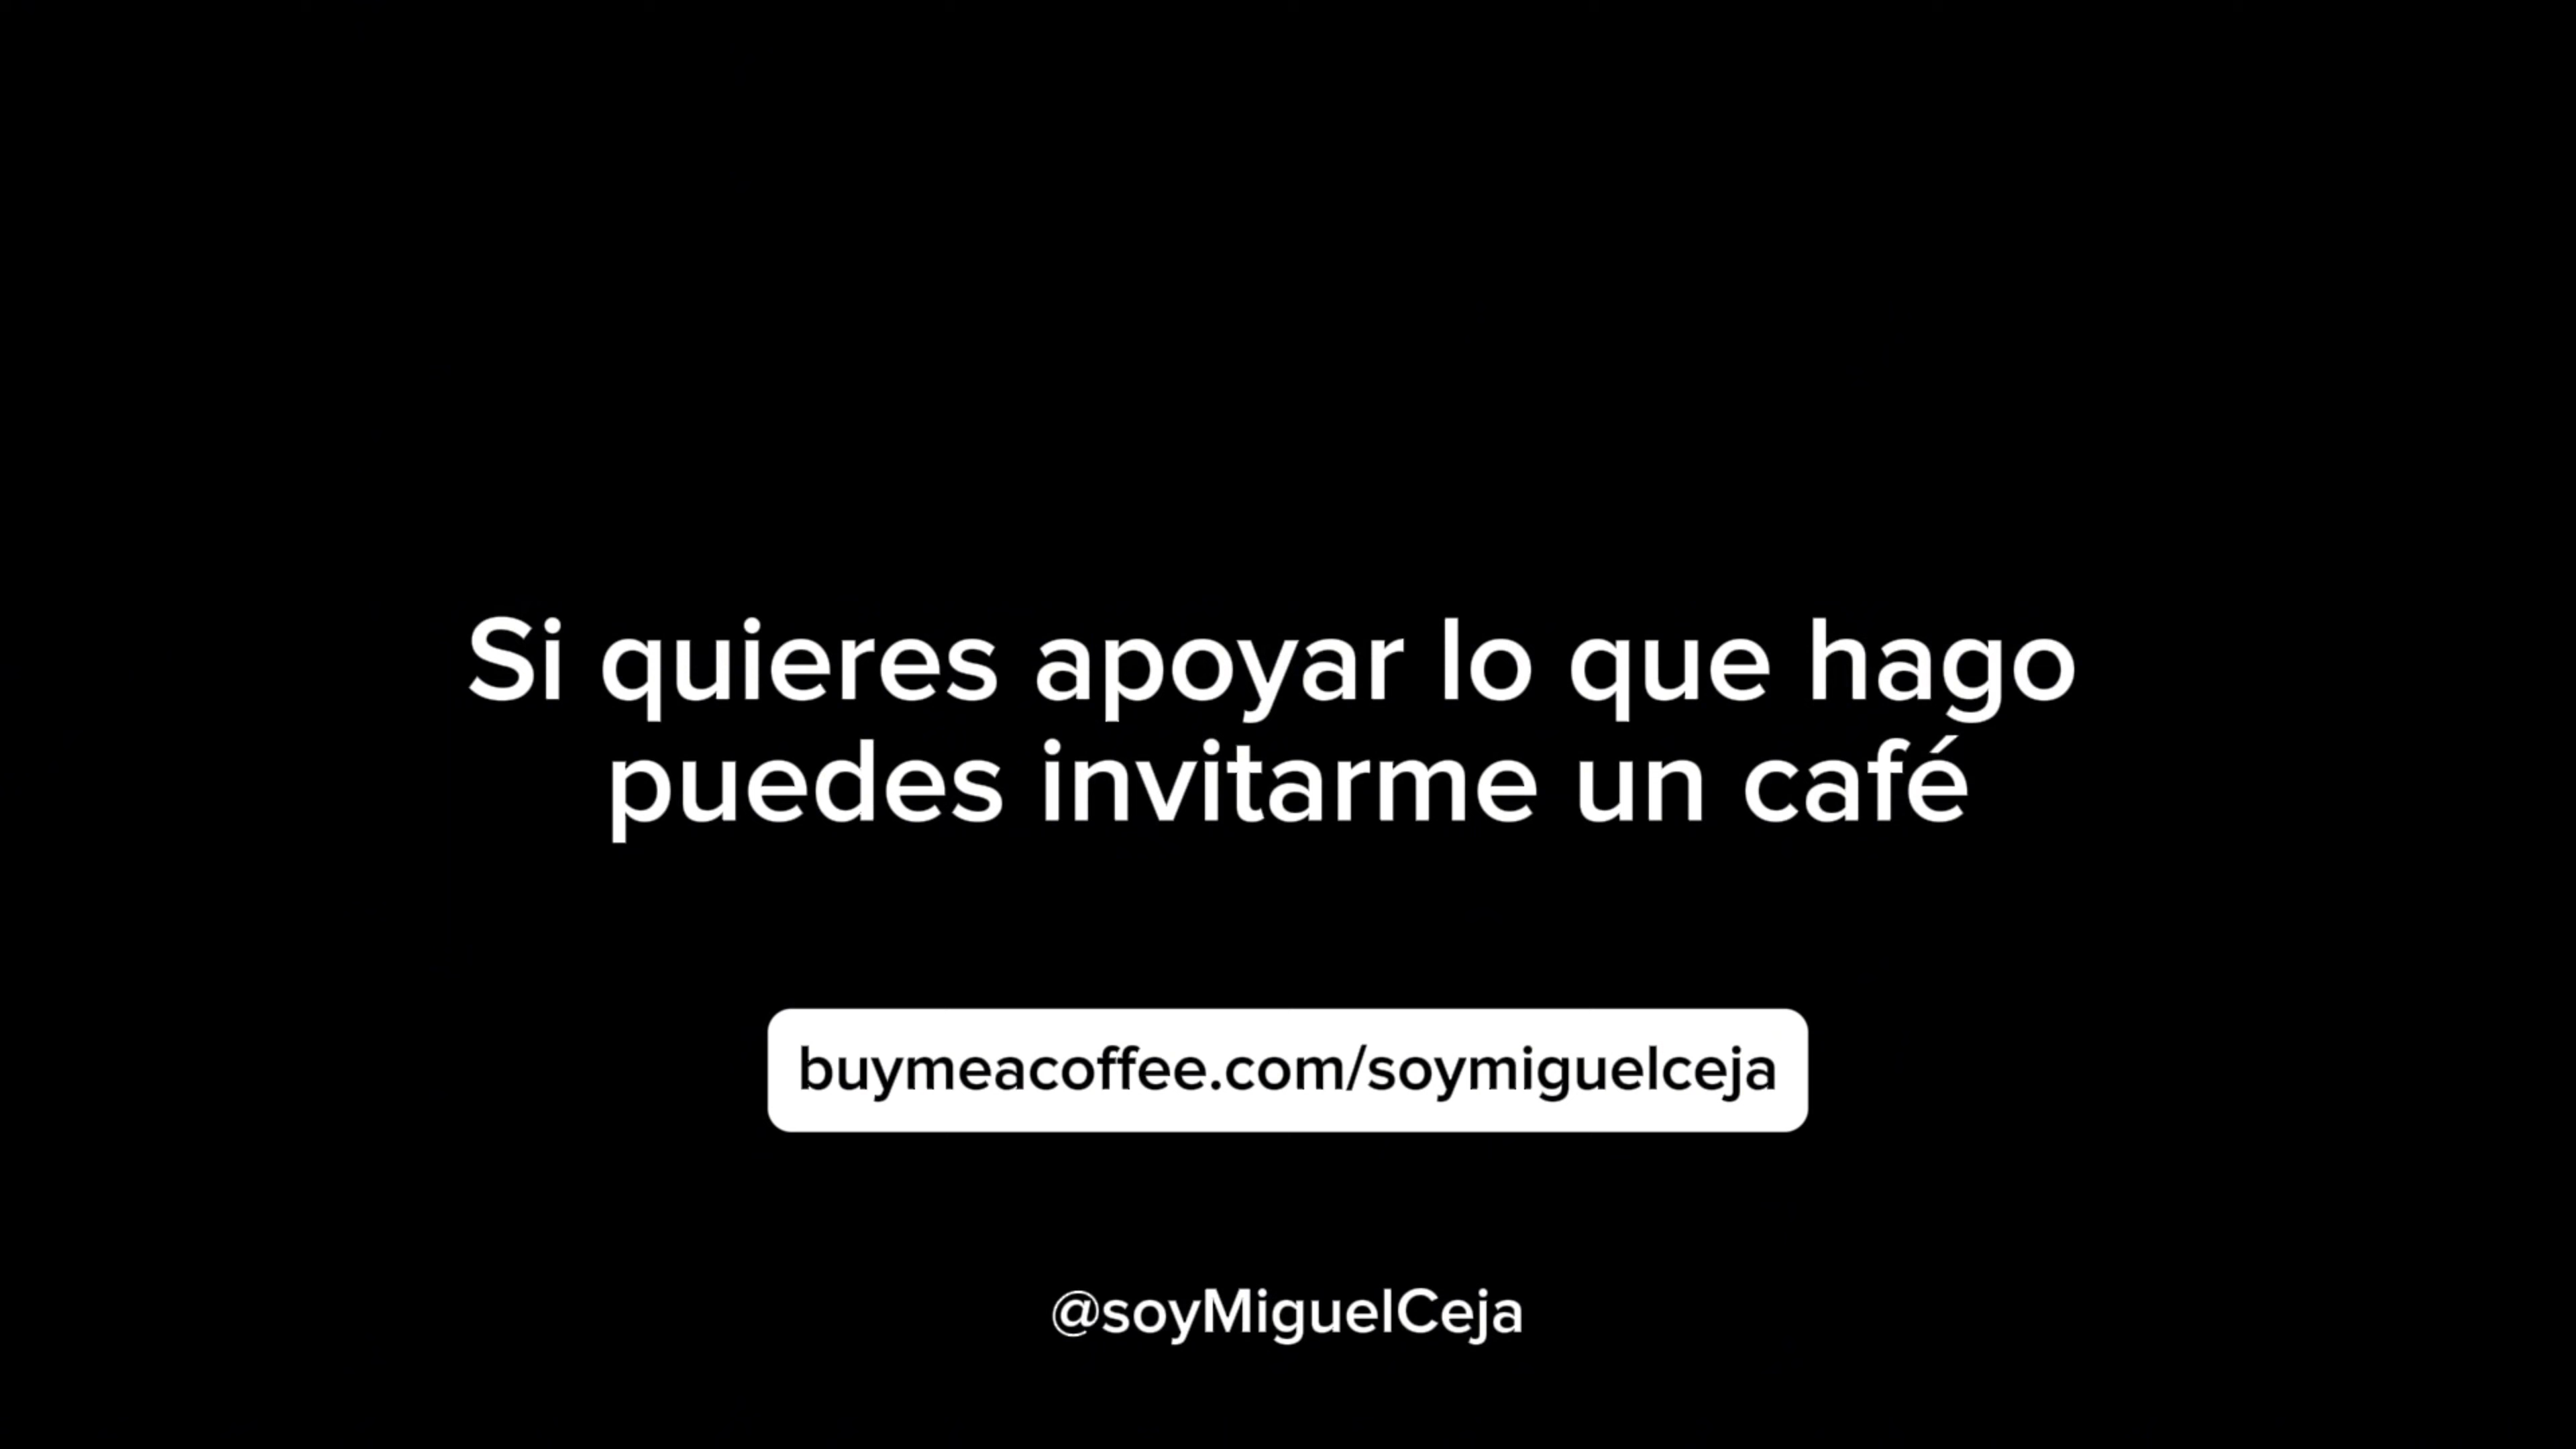 Si quieres apoyar lo que hago
puedes invitarme un café
buymeacoffee.com/soymiguelceja
@soyMiguelCeja